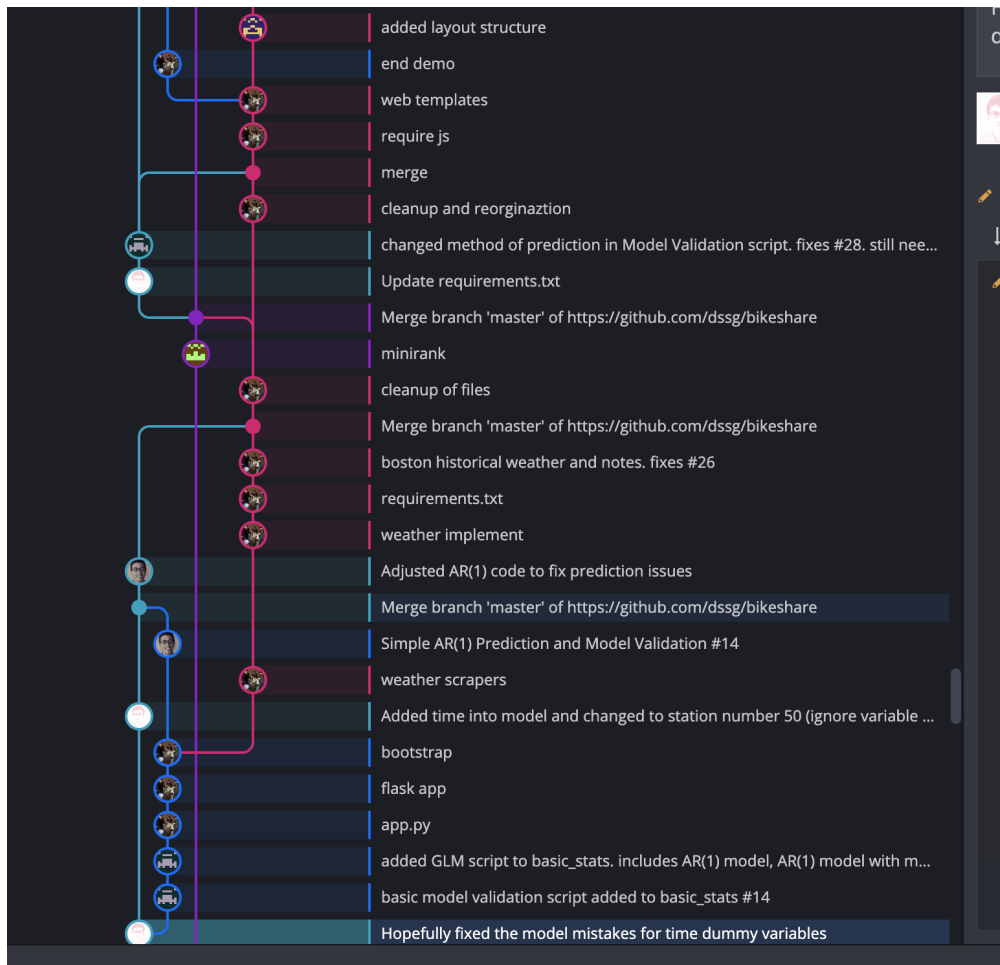 added layout structure
end demo
web templates
require js
merge
cleanup and reorginaztion
changed method of prediction in Model Validation script. fixes #28. still nee...
Update requirements.txt
Merge branch 'master' of https://github.com/dssg/bikeshare
minirank
cleanup of files
Merge branch 'master' of https://github.com/dssg/bikeshare
boston historical weather and notes. fixes #26
requirements.txt
weather implement
Adjusted AR(1) code to fix prediction issues
Merge branch 'master' of https://github.com/dssg/bikeshare
Simple AR(1) Prediction and Model Validation #14
weather scrapers
Added time into model and changed to station number 50 (ignore variable ...
bootstrap
flask app
app.py
added GLM script to basic_stats. includes AR(1) model, AR(1) model with m...
basic model validation script added to basic_stats #14
Hopefully fixed the model mistakes for time dummy variables